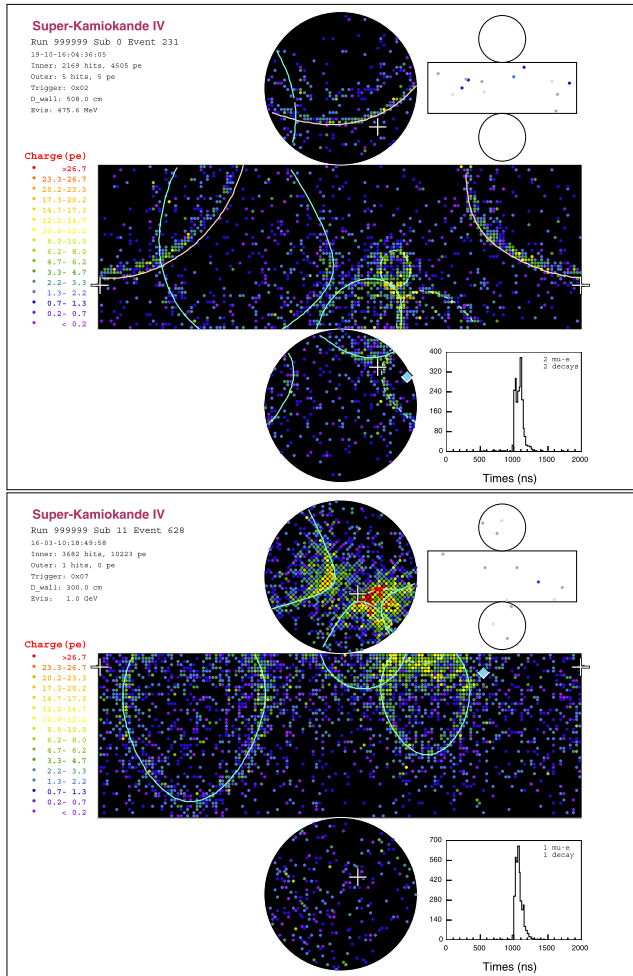 Super-Kamiokande IV
Run 999999 Sub 0 Event 231
19-10-16:04:36:05
Inner: 2169 hits, 4505 pe
Outer: 5 hits, 5 pe
Trigger: 0x02
D_wall: 508.0 cm
Evis: 475.6 MeV
Charge(pe)
>26.7
23.3-26.7
20.2-23.3
17.3-20.2
14.7-17.3
12.2-14.7
10.0-12.2
8.0-10.0
6.2- 8.0
4.7- 6.2
3.3- 4.7
2.2- 3.3
1.3- 2.2
0.7- 1.3
0.2- 0.7
< 0.2
2 mu-e
2 decays
400
320
240
160
80
0
0 500 1000 1500 2000
Times (ns)
Super-Kamiokande IV
Run 999999 Sub 11 Event 628
16-03-10:18:49:58
Inner: 3682 hits, 10223 pe
Outer: 1 hits, 0 pe
Trigger: 0x07
D_wall: 300.0 cm
Evis: 1.0 GeV
Charge(pe)
>26.7
23.3-26.7
20.2-23.3
17.3-20.2
14.7-17.3
12.2-14.7
10.0-12.2
8.0-10.0
6.2- 8.0
4.7- 6.2
3.3- 4.7
2.2- 3.3
1.3- 2.2
0.7- 1.3
0.2- 0.7
< 0.2
1 mu-e
1 decay
700
560
420
280
140
0
0 500 1000 1500 2000
Times (ns)